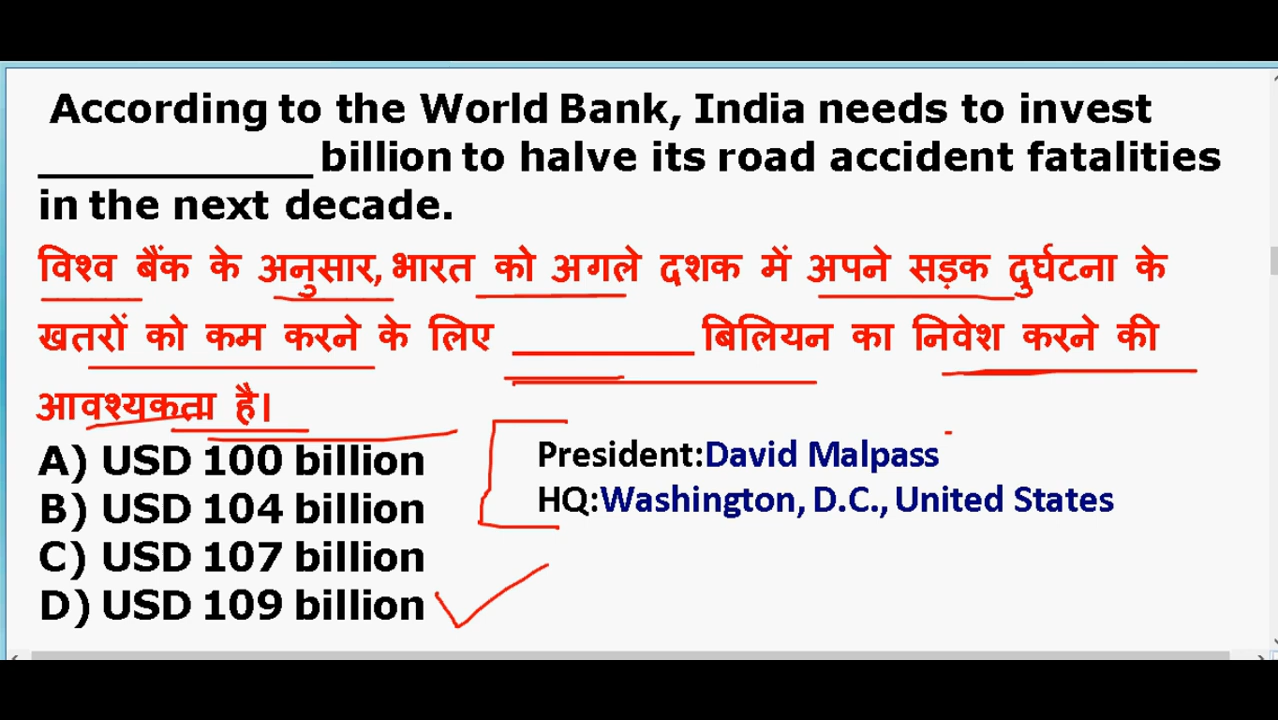 According to the World Bank, India needs to invest
____________ billion to halve its road accident fatalities
in the next decade.
विश्व बैंक के अनुसार, भारत को अगले दशक में अपने सड़क दुर्घटना के
खतरों को कम करने के लिए _________ बिलियन का निवेश करने की
आवश्यकता है।
A) USD 100 billion
B) USD 104 billion
C) USD 107 billion
D) USD 109 billion
President:David Malpass
HQ:Washington, D.C., United States